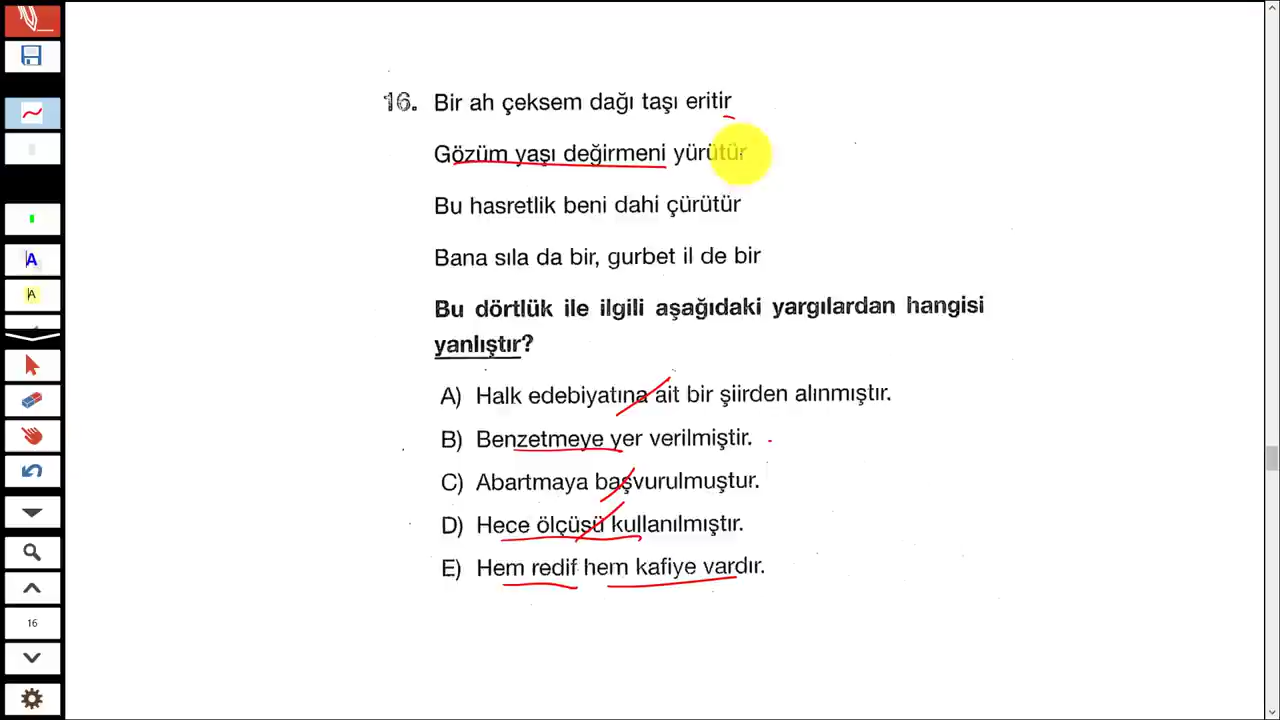 16. Bir ah çeksem dağı taşı eritir
Gözüm yaşı değirmeni yürütür
Bu hasretlik beni dahi çürütür
Bana sıla da bir, gurbet il de bir
Bu dörtlük ile ilgili aşağıdaki yargılardan hangisi
yanlıştır?
A) Halk edebiyatına ait bir şiirden alınmıştır.
B) Benzetmeye yer verilmiştir.
C) Abartmaya başvurulmuştur.
D) Hece ölçüsü kullanılmıştır.
E) Hem redif hem kafiye vardır.
A
A
16